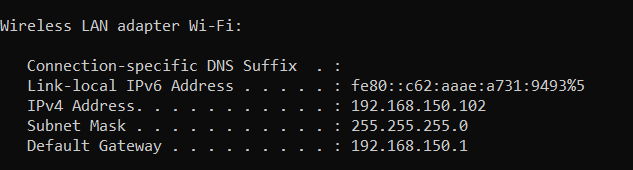 Wireless LAN adapter Wi-Fi:
Connection-specific DNS Suffix  . :
Link-local IPv6 Address . . . . . : fe80::c62:aaae:a731:9493%5
IPv4 Address. . . . . . . . . . . : 192.168.150.102
Subnet Mask . . . . . . . . . . . : 255.255.255.0
Default Gateway . . . . . . . . . : 192.168.150.1